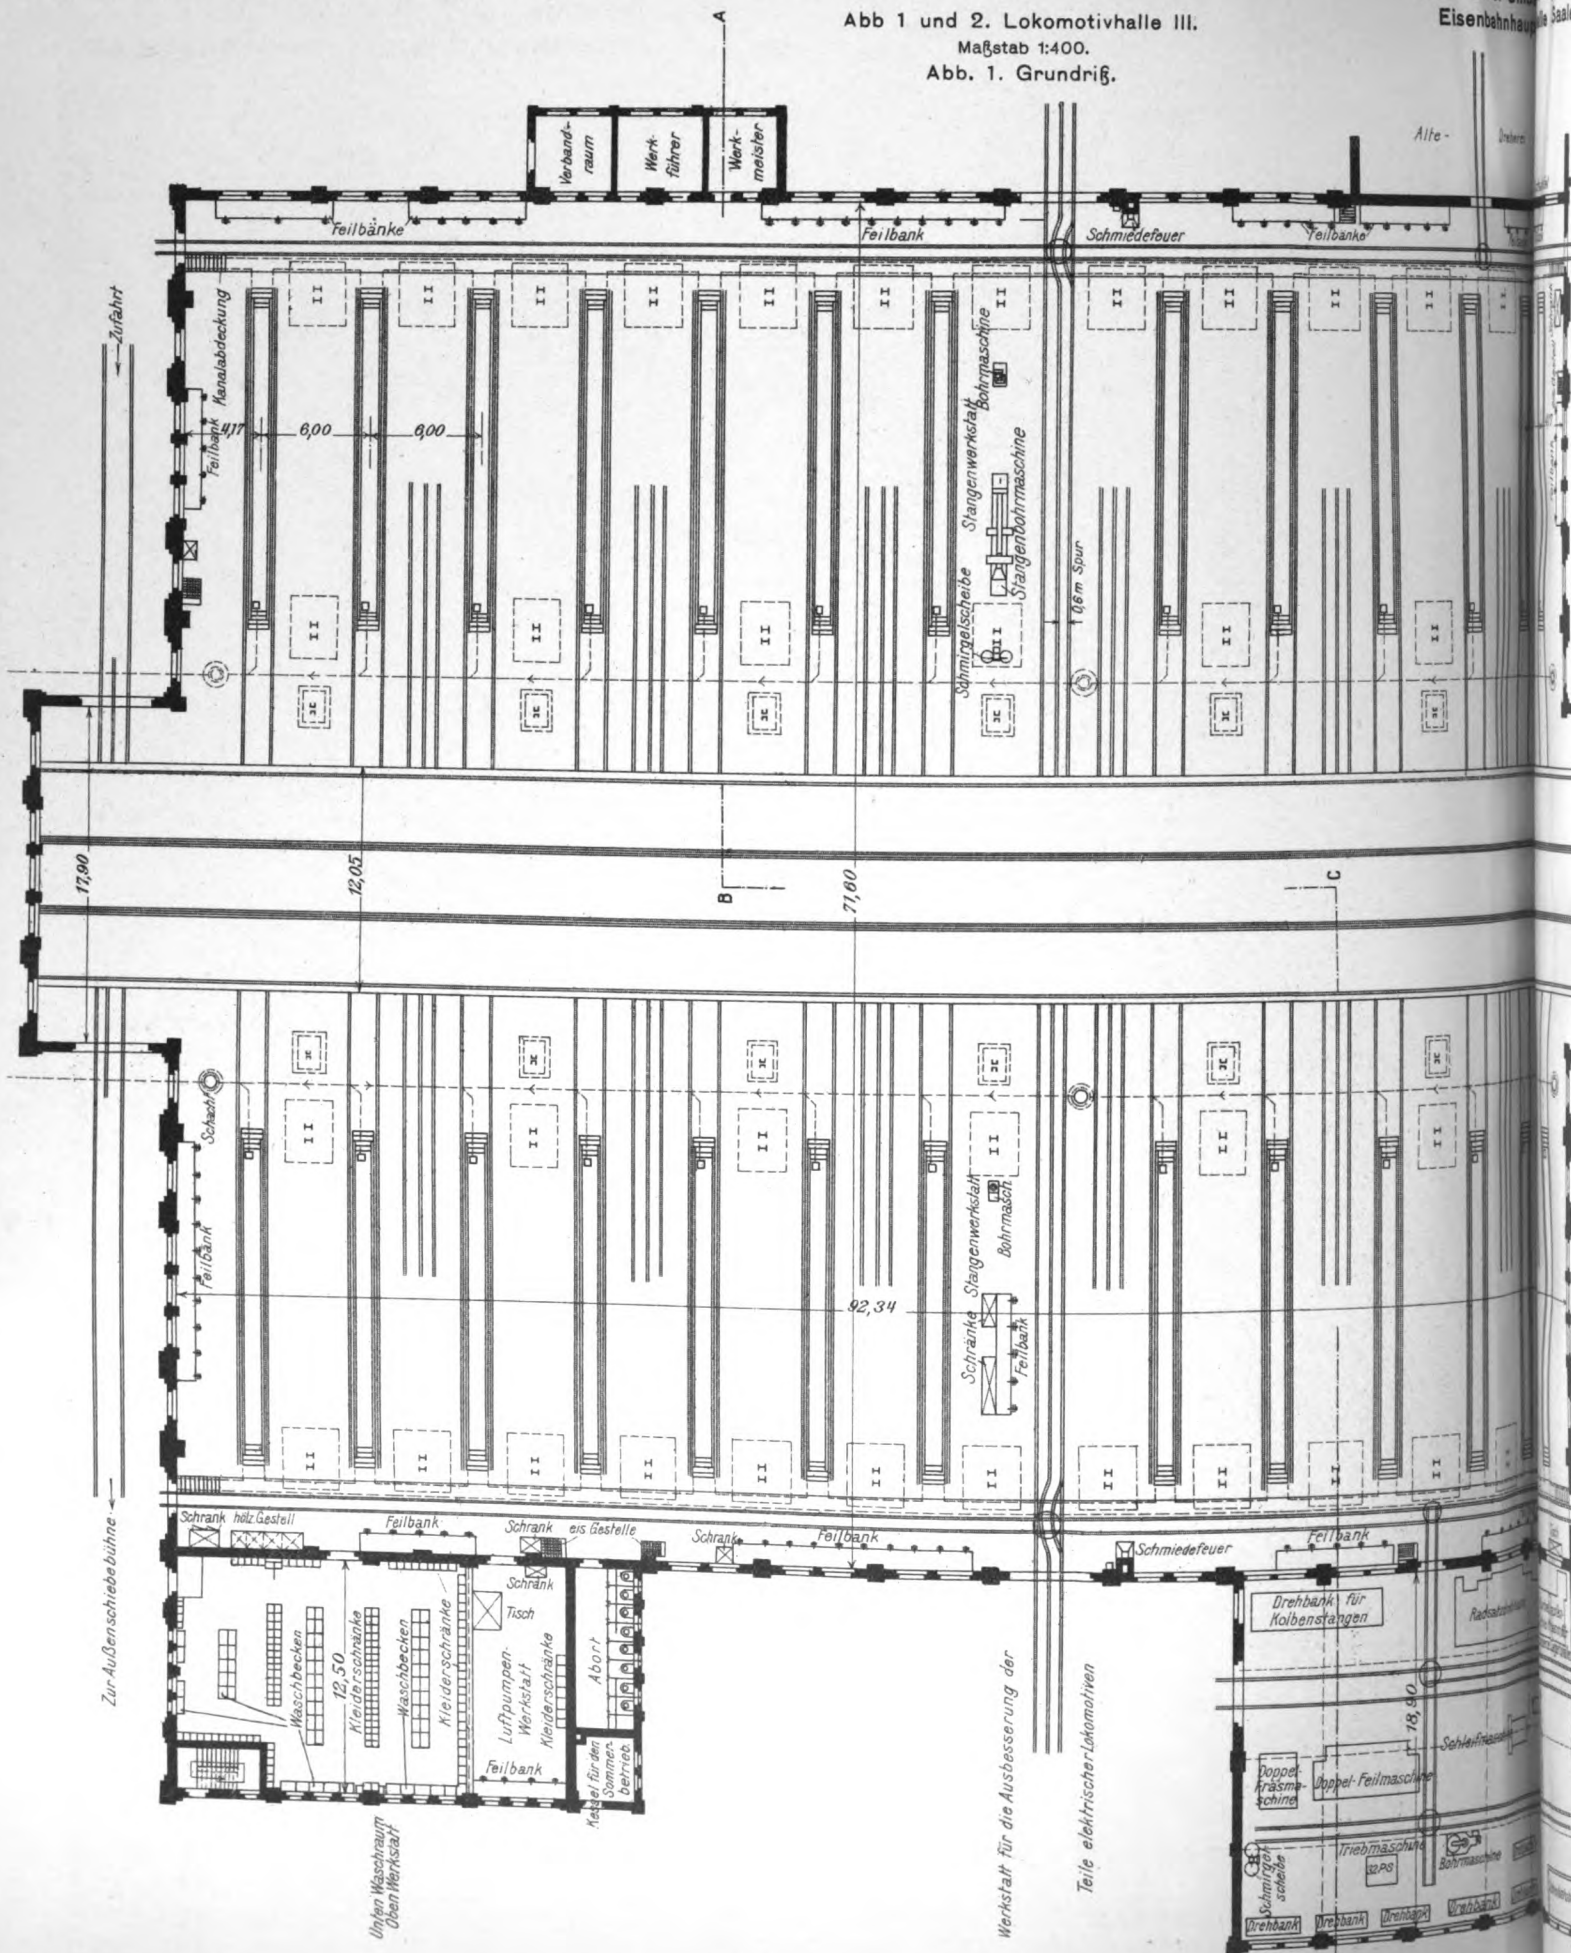 Abb 1 und 2. Lokomotivhalle III.
Maßstab 1:400.
Abb. 1. Grundriß.
Eisenbahnhaup
A
Alte-
Verband-
raum
Werk-
führer
Werk-
meister
Feilbänke
Feilbank
Schmiedefeuer
Feilbänke
Zufahrt
Kanalabdeckung
Feilbank
4,17
6,00
6,00
Stangenwerkstatt
Bohrmaschine
Stangenbohrmaschine
Schmirgelscheibe
0,6m Spur
17,90
12,05
B
71,60
C
Schacht
Feilbank
Stangenwerkstatt
Bohrmasch.
Schränke
Feilbank
92,34
Zur Außenschiebebühne
Schrank
hölz. Gestell
Feilbank
Schrank
eis Gestelle
Schrank
Feilbank
Schmiedefeuer
Feilbank
Schrank
Tisch
Waschbecken
12,50
Kleiderschränke
Waschbecken
Kleiderschränke
Luftpumpen-
Werkstatt
Kleiderschränke
Abort
Feilbank
Kessel für den
Sommer-
betrieb.
Unten Waschraum
Oben Werkstatt
Werkstatt für die Ausbesserung der
Teile elektrischer Lokomotiven
Drehbank für
Kolbenstangen
18,90
Doppel-
Fräsma-
schine
Doppel-Feilmaschine
Triebmaschine
32PS
Bohrmaschine
Schmirgel-
scheibe
Drehbank
Drehbank
Drehbank
Drehbank